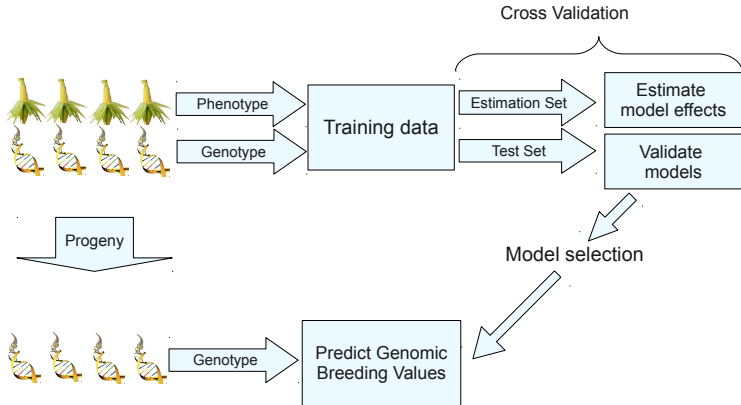 Cross Validation
Phenotype
Estimation Set
Estimate
model effects
Training data
Genotype
Test Set
Validate
models
Progeny
Model selection
Genotype
Predict Genomic
Breeding Values